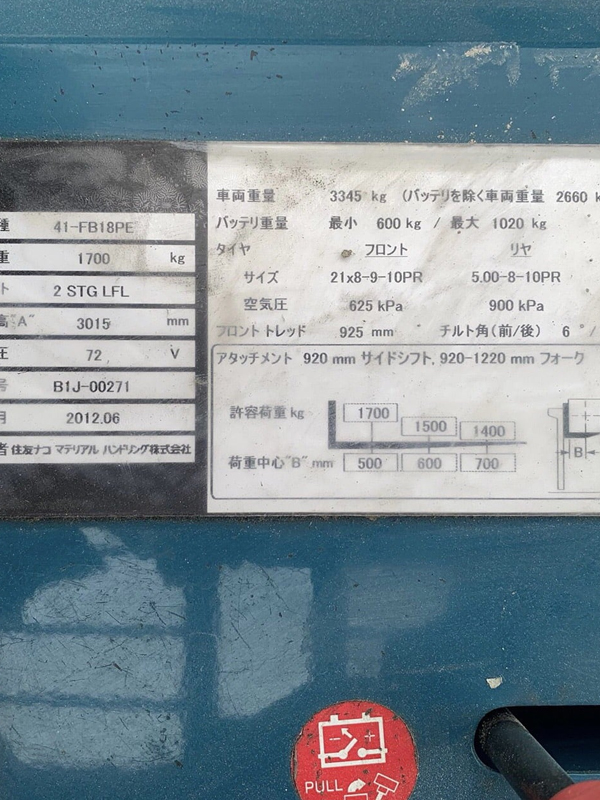 種 41-FB18PE
重 1700 kg
ト 2 STG LFL
高"A" 3015 mm
圧 72 V
号 B1J-00271
月 2012.06
者 住友ナコ マテリアル ハンドリング株式会社
車両重量 3345 kg (バッテリを除く車両重量 2660 k
バッテリ重量 最小 600 kg / 最大 1020 kg
タイヤ フロント リヤ
サイズ 21x8-9-10PR 5.00-8-10PR
空気圧 625 kPa 900 kPa
フロント トレッド 925 mm チルト角(前/後) 6 °/
アタッチメント 920 mm サイドシフト, 920-1220 mm フォーク
許容荷重 kg 1700 1500 1400
荷重中心"B" mm 500 600 700
B
PULL